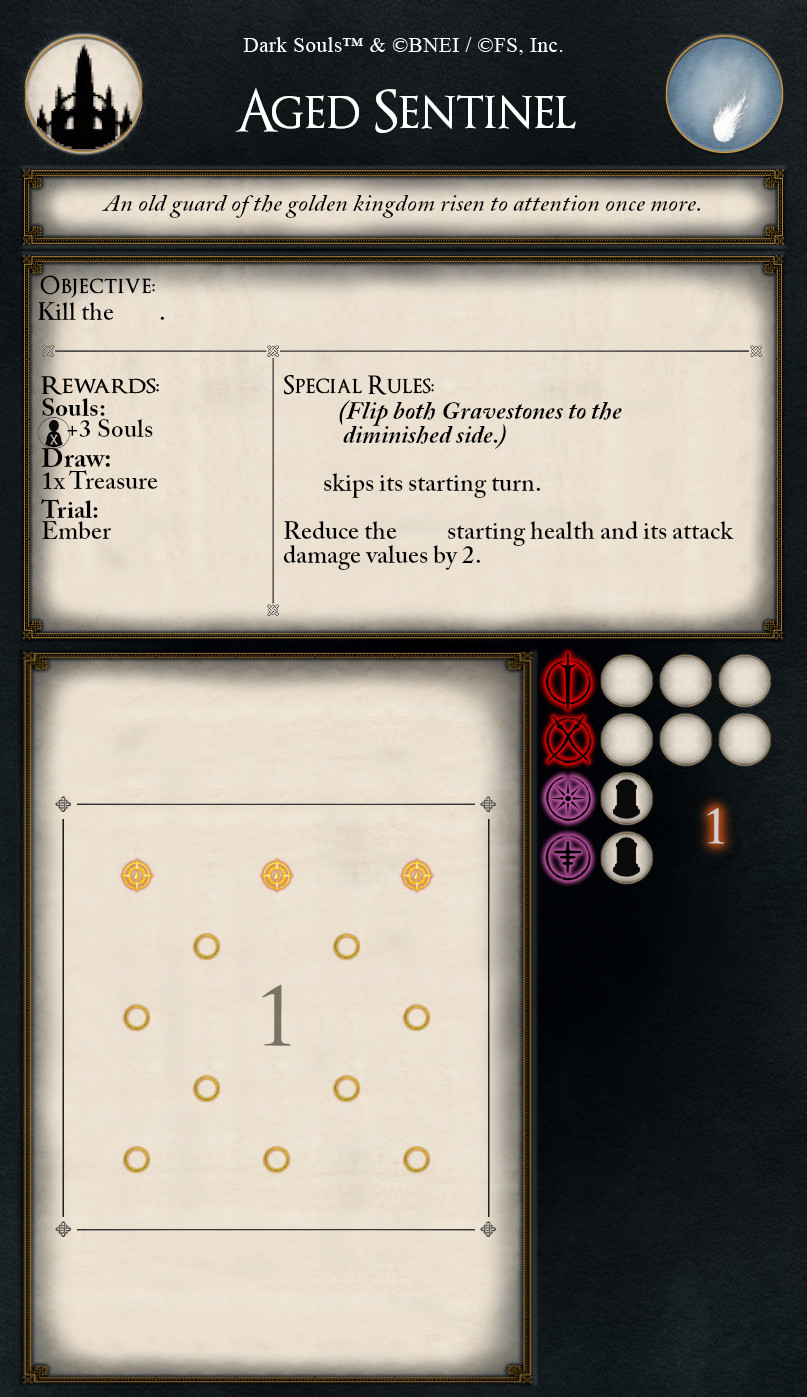 Dark Souls™ & ©BNEI / ©FS, Inc.
Aged Sentinel
An old guard of the golden kingdom risen to attention once more.
Objective:
Kill the .
Rewards:
Souls:
+3 Souls
Draw:
1x Treasure
Trial:
Ember
Special Rules:
(Flip both Gravestones to the
diminished side.)
skips its starting turn.
Reduce the starting health and its attack
damage values by 2.
1
1